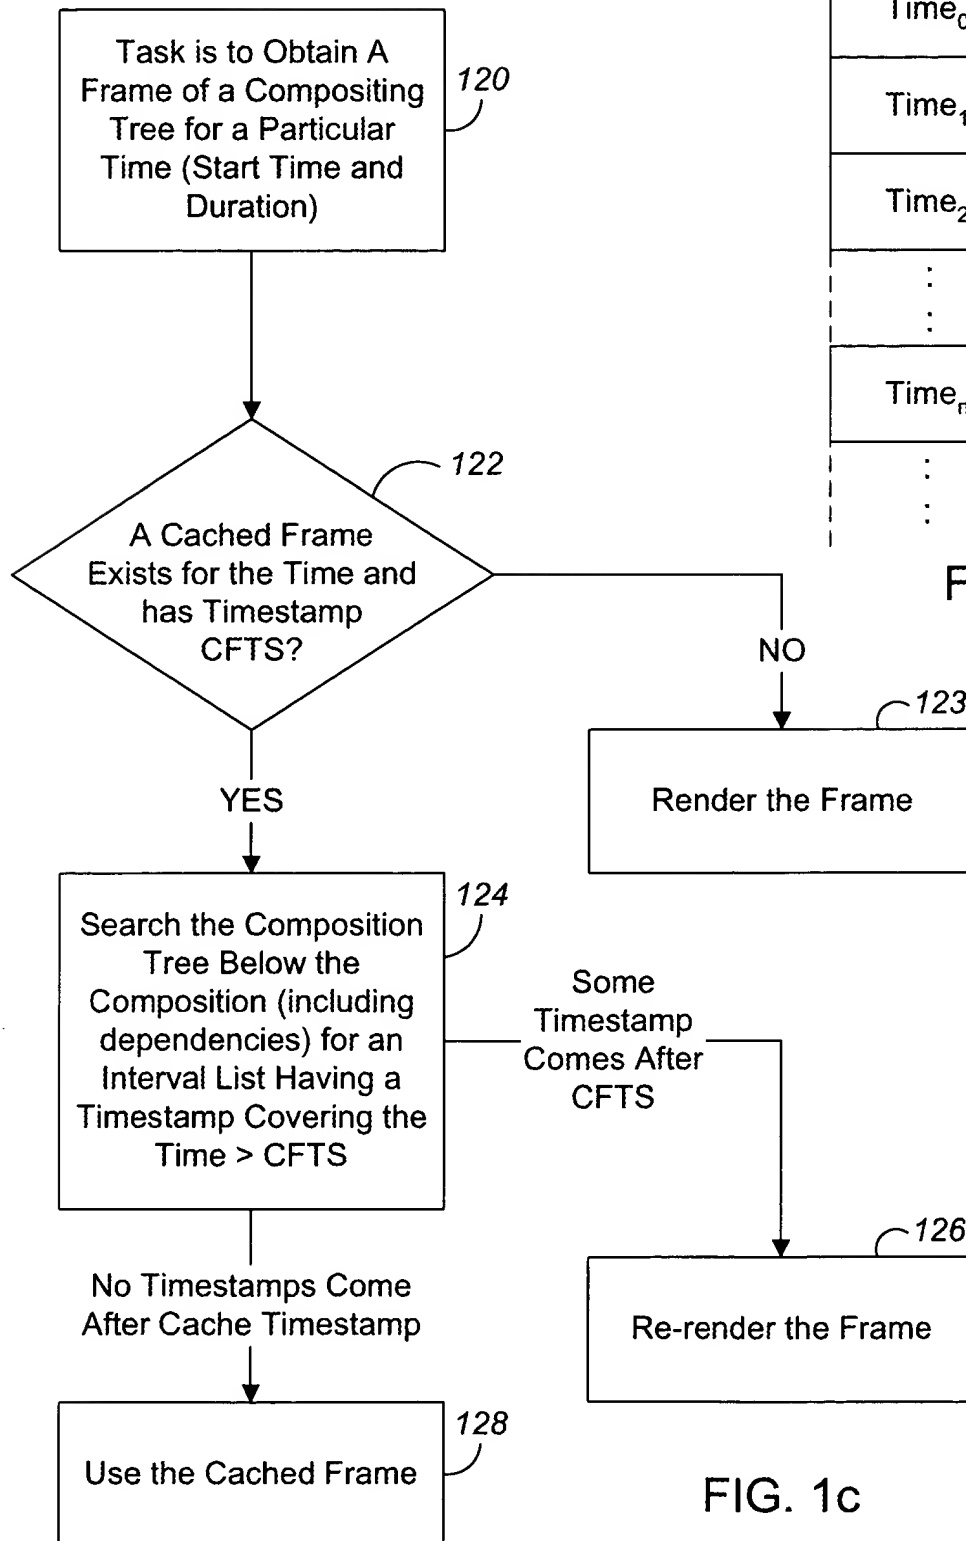 Task is to Obtain A
Frame of a Compositing
Tree for a Particular
Time (Start Time and
Duration)
120
A Cached Frame
Exists for the Time and
has Timestamp
CFTS?
122
NO
123
Render the Frame
YES
Search the Composition
Tree Below the
Composition (including
dependencies) for an
Interval List Having a
Timestamp Covering the
Time > CFTS
124
Some
Timestamp
Comes After
CFTS
126
Re-render the Frame
No Timestamps Come
After Cache Timestamp
Use the Cached Frame
128
Time0
Time1
Time2
Timen
F
FIG. 1c